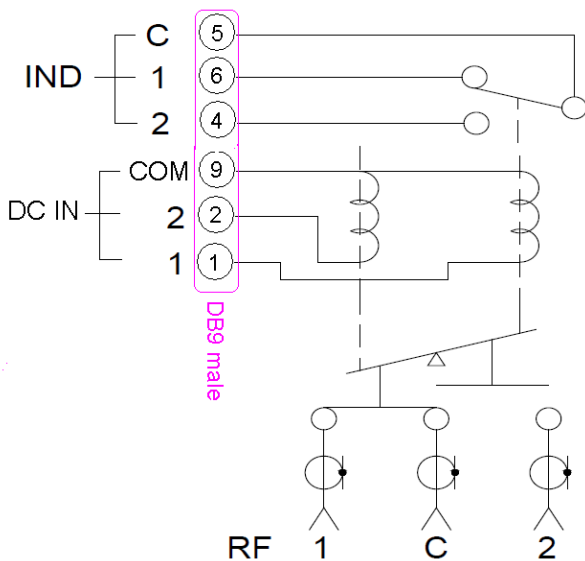 C 5
IND 1 6
2 4
COM 9
DC IN 2 2
1 1
DB9 male
RF 1 C 2